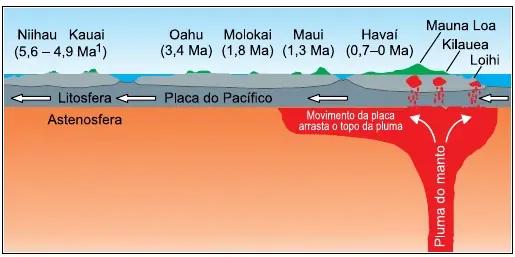 Niihau Kauai
(5,6 – 4,9 Ma¹)
Oahu
(3,4 Ma)
Molokai
(1,8 Ma)
Maui
(1,3 Ma)
Havaí
(0,7–0 Ma)
Mauna Loa
Kilauea
Loihi
Litosfera
Placa do Pacífico
Astenosfera
Movimento da placa
arrasta o topo da pluma
Pluma do manto